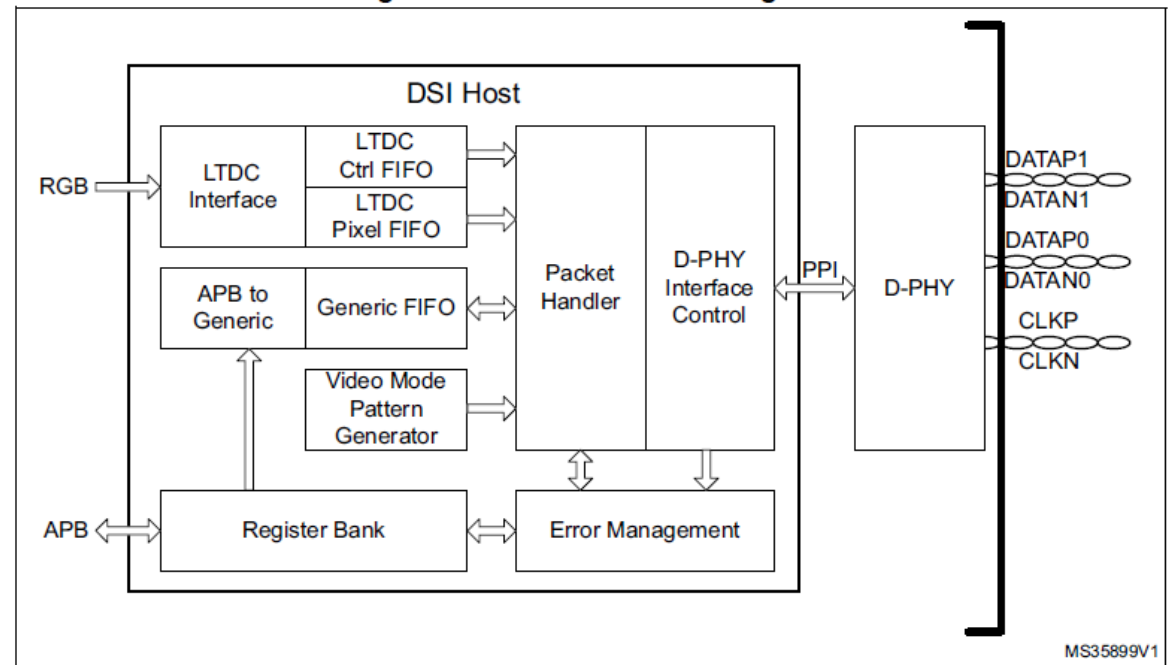 DSI Host
RGB
LTDC
Interface
LTDC
Ctrl FIFO
LTDC
Pixel FIFO
APB to
Generic
Generic FIFO
Video Mode
Pattern
Generator
Packet
Handler
D-PHY
Interface
Control
PPI
D-PHY
DATAP1
DATAN1
DATAP0
DATAN0
CLKP
CLKN
APB
Register Bank
Error Management
MS35899V1